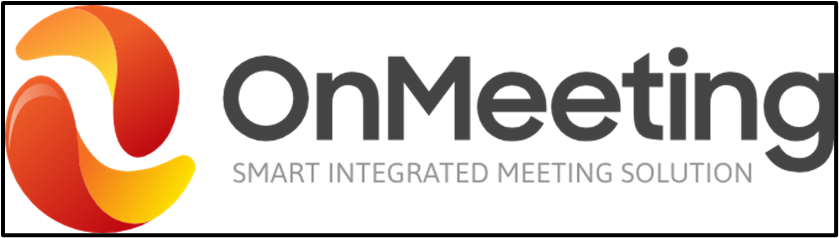 OnMeeting
SMART INTEGRATED MEETING SOLUTION